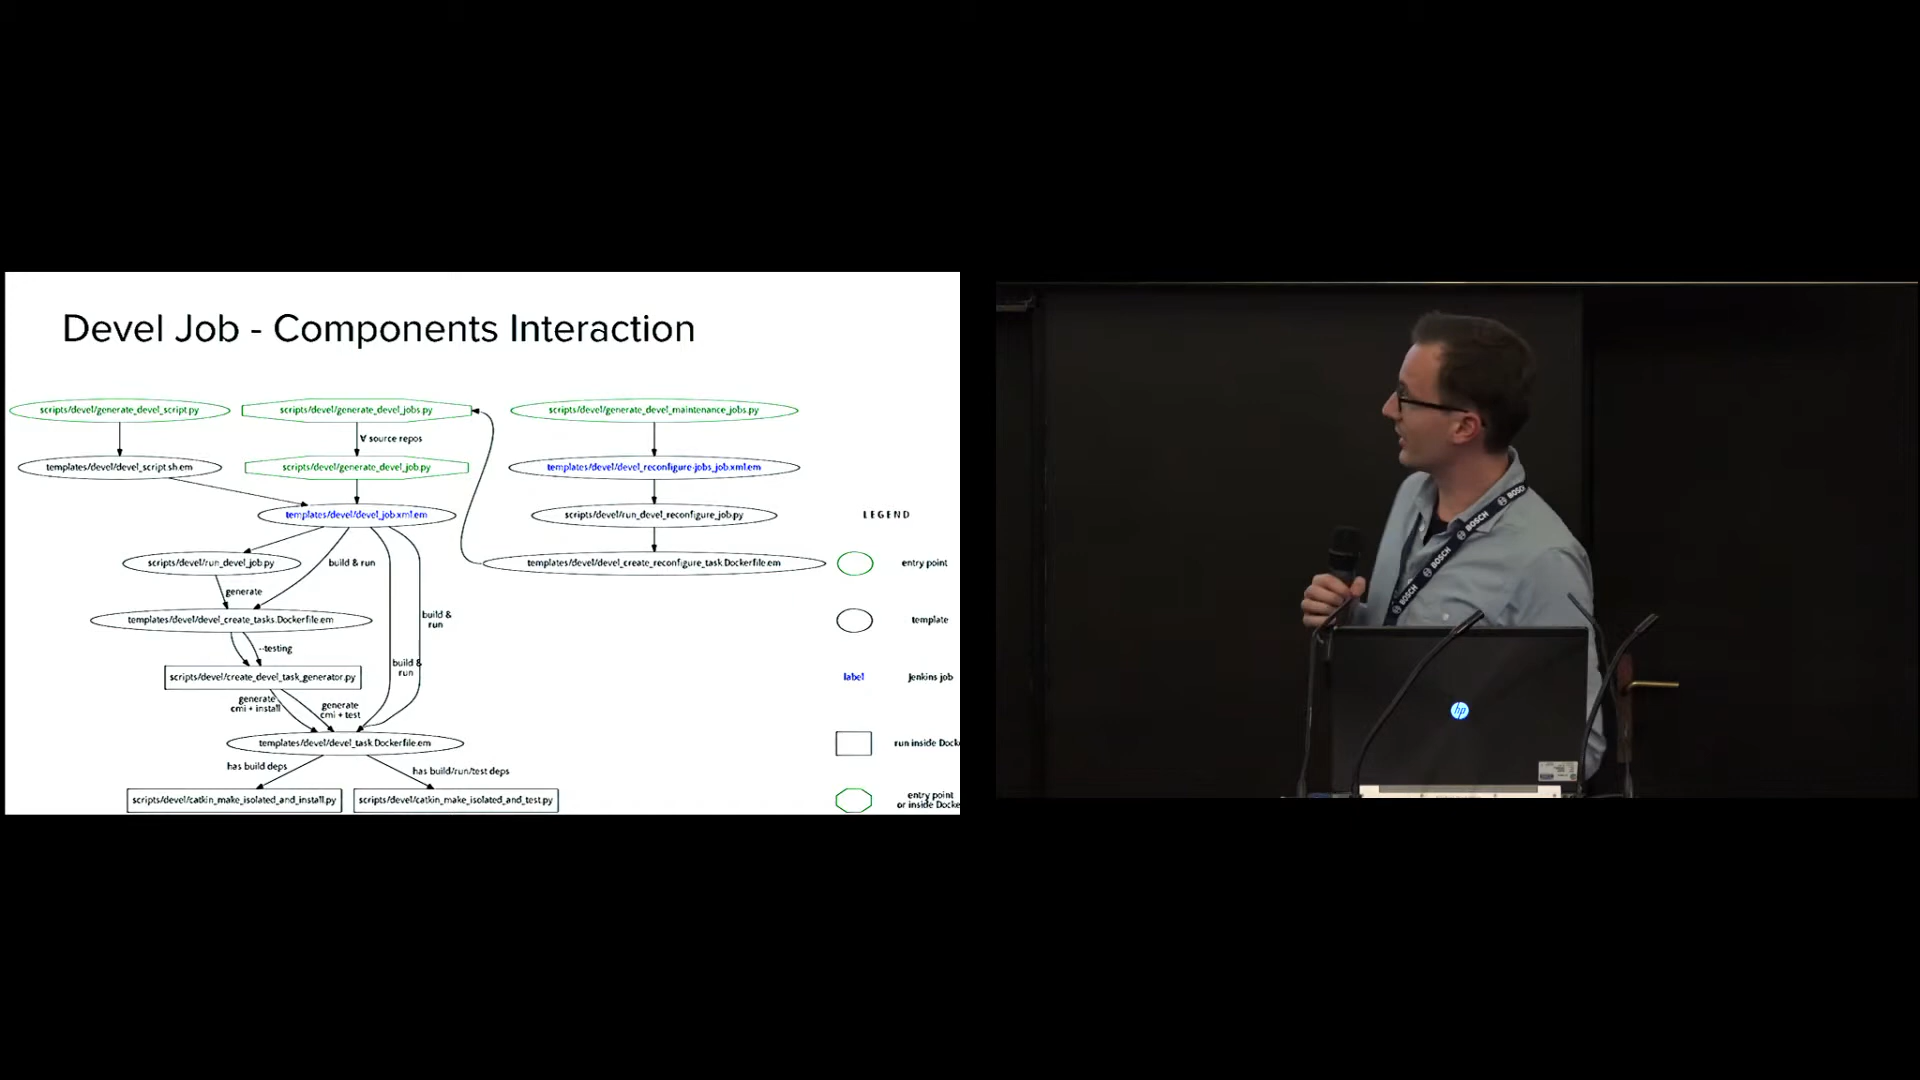 Devel Job - Components Interaction
scripts/devel/generate_devel_script.py
scripts/devel/generate_devel_jobs.py
scripts/devel/generate_devel_maintenance_jobs.py
∀ source repos
templates/devel/devel_script.sh.em
scripts/devel/generate_devel_job.py
templates/devel/devel_reconfigure-jobs_job.xml.em
templates/devel/devel_job.xml.em
scripts/devel/run_devel_reconfigure_job.py
LEGEND
scripts/devel/run_devel_job.py
build & run
templates/devel/devel_create_reconfigure_task.Dockerfile.em
entry point
generate
templates/devel/devel_create_tasks.Dockerfile.em
build &
run
template
--testing
build &
run
scripts/devel/create_devel_task_generator.py
label
Jenkins job
generate
cmi + install
generate
cmi + test
templates/devel/devel_task.Dockerfile.em
run inside Dock
has build deps
has build/run/test deps
scripts/devel/catkin_make_isolated_and_install.py
scripts/devel/catkin_make_isolated_and_test.py
entry point
or inside Docke
BOSCH
BOSCH
BOSCH
BOSCH
hp